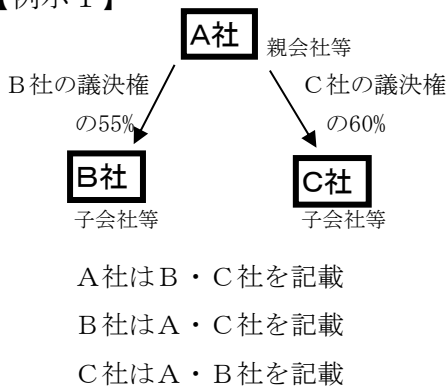 【例示１】
A社 親会社等
Ｂ社の議決権 Ｃ社の議決権
の55% の60%
B社 C社
子会社等 子会社等
Ａ社はＢ・Ｃ社を記載
Ｂ社はＡ・Ｃ社を記載
Ｃ社はＡ・Ｂ社を記載